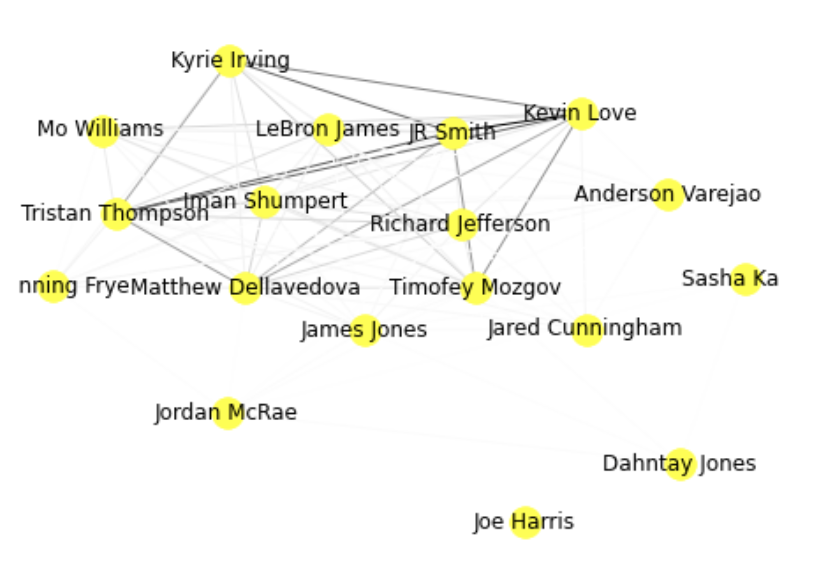 Kyrie Irving
Kevin Love
Mo Williams
LeBron James
JR Smith
Anderson Varejao
Iman Shumpert
Tristan Thompson
Richard Jefferson
Sasha Ka
nning Frye
Matthew Dellavedova
Timofey Mozgov
James Jones
Jared Cunningham
Jordan McRae
Dahntay Jones
Joe Harris